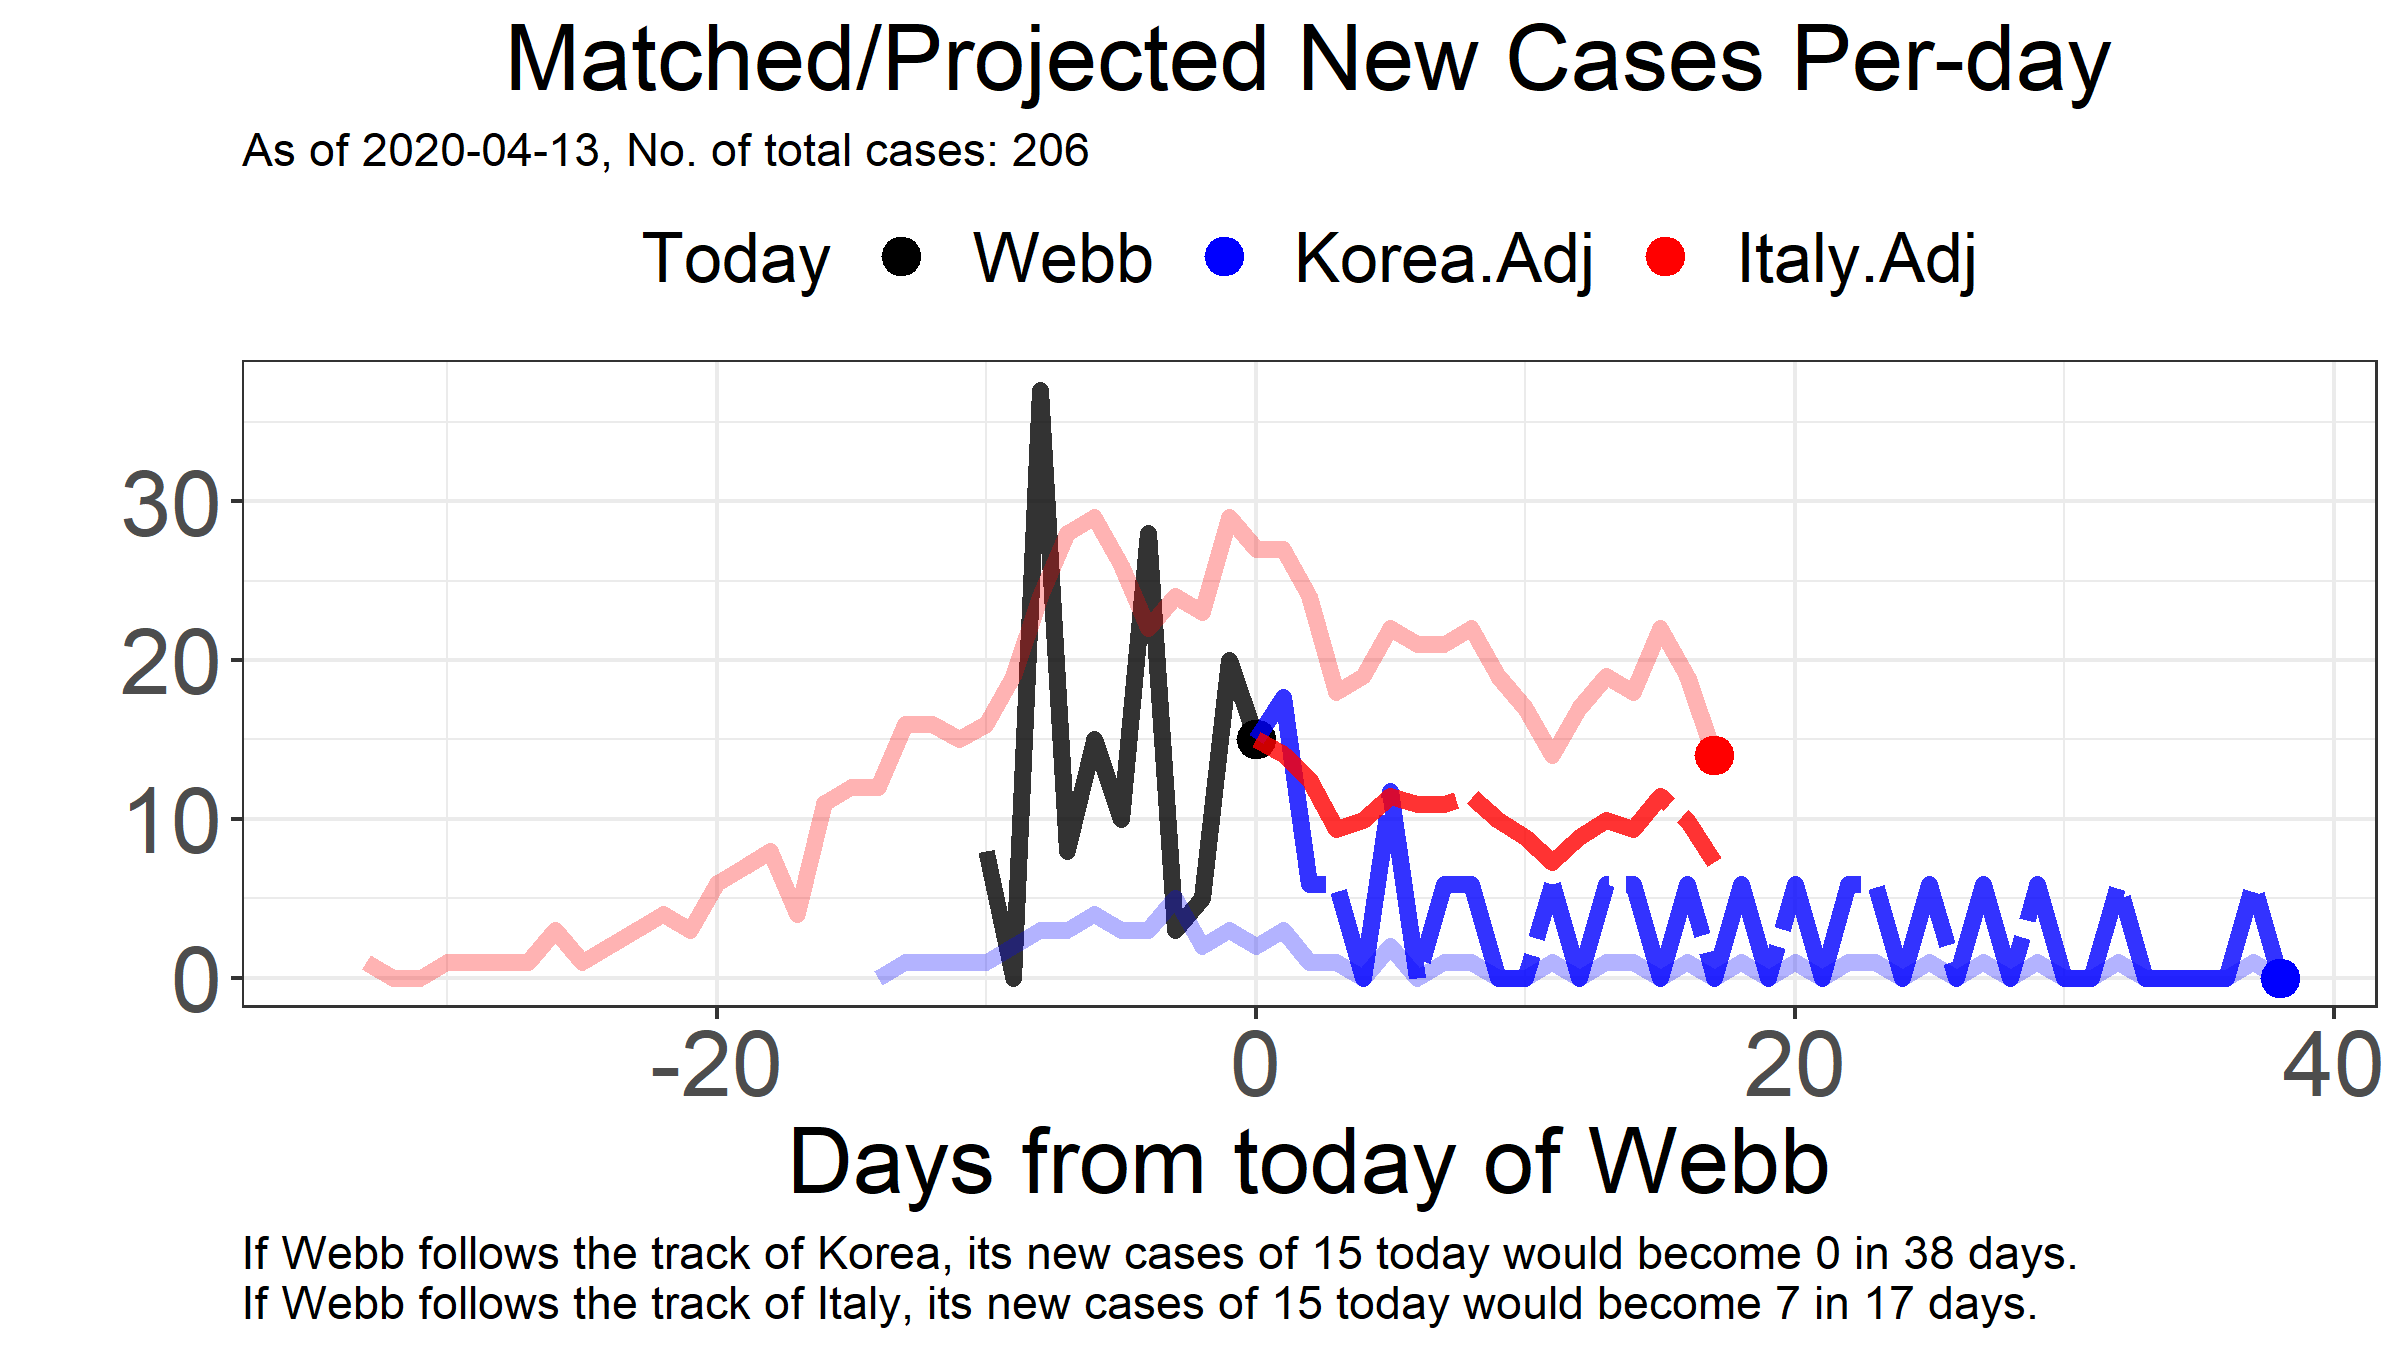 Matched/Projected New Cases Per-day
As of 2020-04-13, No. of total cases: 206
Today Webb Korea.Adj Italy.Adj
30
20
10
0
-20 0 20 40
Days from today of Webb
If Webb follows the track of Korea, its new cases of 15 today would become 0 in 38 days.
If Webb follows the track of Italy, its new cases of 15 today would become 7 in 17 days.